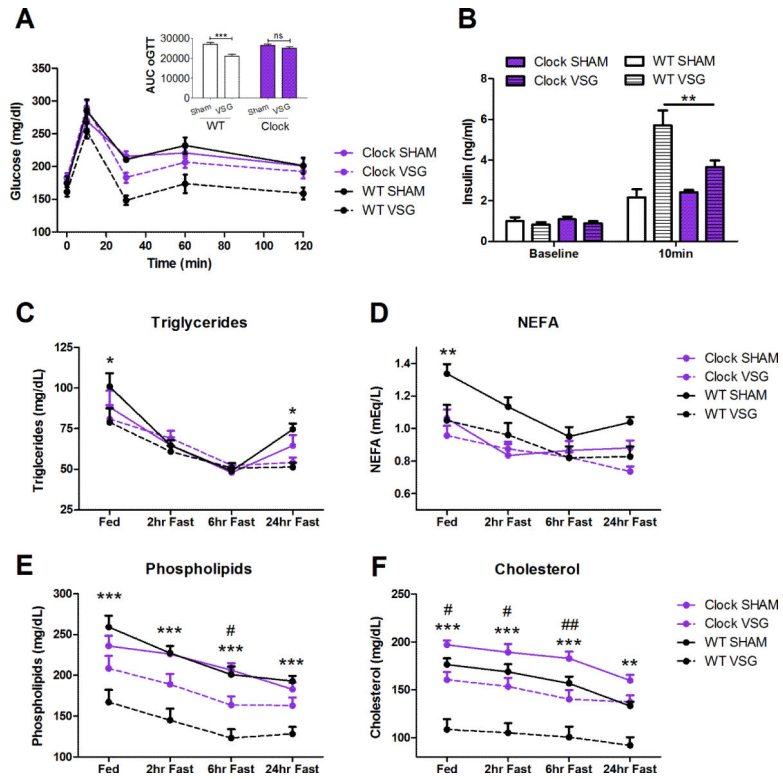 A
AUC oGTT
30000
20000
10000
0
***
ns
Sham VSG Sham VSG
WT Clock
Glucose (mg/dl)
350
300
250
200
150
100
0 20 40 60 80 100 120
Time (min)
Clock SHAM
Clock VSG
WT SHAM
WT VSG
B
Clock SHAM WT SHAM
Clock VSG WT VSG
Insulin (ng/ml)
8
6
4
2
0
**
Baseline 10min
C
Triglycerides
Triglcerides (mg/dL)
125
100
75
50
25
*
*
Fed 2hr Fast 6hr Fast 24hr Fast
D
NEFA
NEFA (mEq/L)
1.4
1.2
1.0
0.8
0.6
**
Fed 2hr Fast 6hr Fast 24hr Fast
Clock SHAM
Clock VSG
WT SHAM
WT VSG
E
Phospholipids
Phospholipids (mg/dL)
300
250
200
150
100
***
***
#
***
***
Fed 2hr Fast 6hr Fast 24hr Fast
F
Cholesterol
Cholesterol (mg/dL)
250
200
150
100
# # ##
*** *** *** **
Fed 2hr Fast 6hr Fast 24hr Fast
Clock SHAM
Clock VSG
WT SHAM
WT VSG